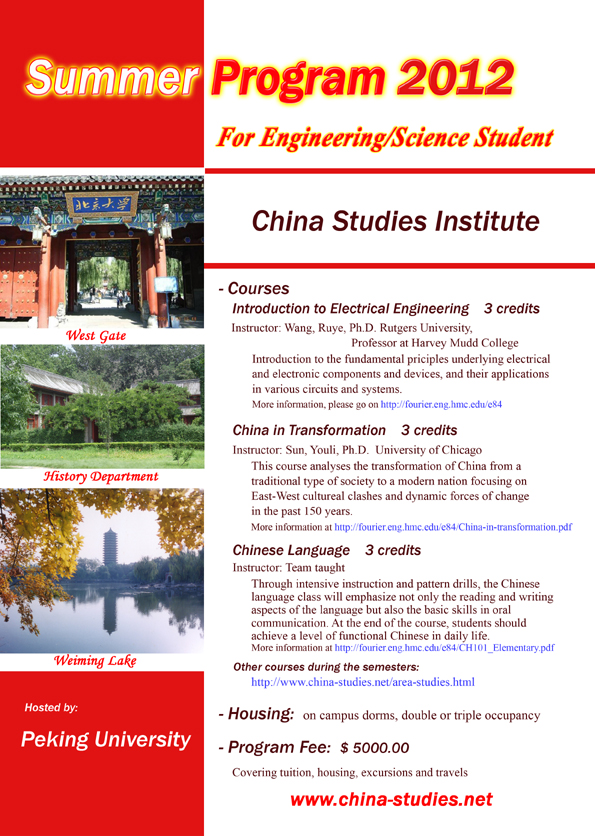 Summer Program 2012
For Engineering/Science Student
China Studies Institute
北京大学
West Gate
History Department
Weiming Lake
Hosted by:
Peking University
- Courses
Introduction to Electrical Engineering 3 credits
Instructor: Wang, Ruye, Ph.D. Rutgers University,
Professor at Harvey Mudd College
Introduction to the fundamental priciples underlying electrical
and electronic components and devices, and their applications
in various circuits and systems.
More information, please go on http://fourier.eng.hmc.edu/e84
China in Transformation 3 credits
Instructor: Sun, Youli, Ph.D. University of Chicago
This course analyses the transformation of China from a
traditional type of society to a modern nation focusing on
East-West cultureal clashes and dynamic forces of change
in the past 150 years.
More information at http://fourier.eng.hmc.edu/e84/China-in-transformation.pdf
Chinese Language 3 credits
Instructor: Team taught
Through intensive instruction and pattern drills, the Chinese
language class will emphasize not only the reading and writing
aspects of the language but also the basic skills in oral
communication. At the end of the course, students should
achieve a level of functional Chinese in daily life.
More information at http://fourier.eng.hmc.edu/e84/CH101_Elementary.pdf
Other courses during the semesters:
http://www.china-studies.net/area-studies.html
- Housing: on campus dorms, double or triple occupancy
- Program Fee: $ 5000.00
Covering tuition, housing, excursions and travels
www.china-studies.net